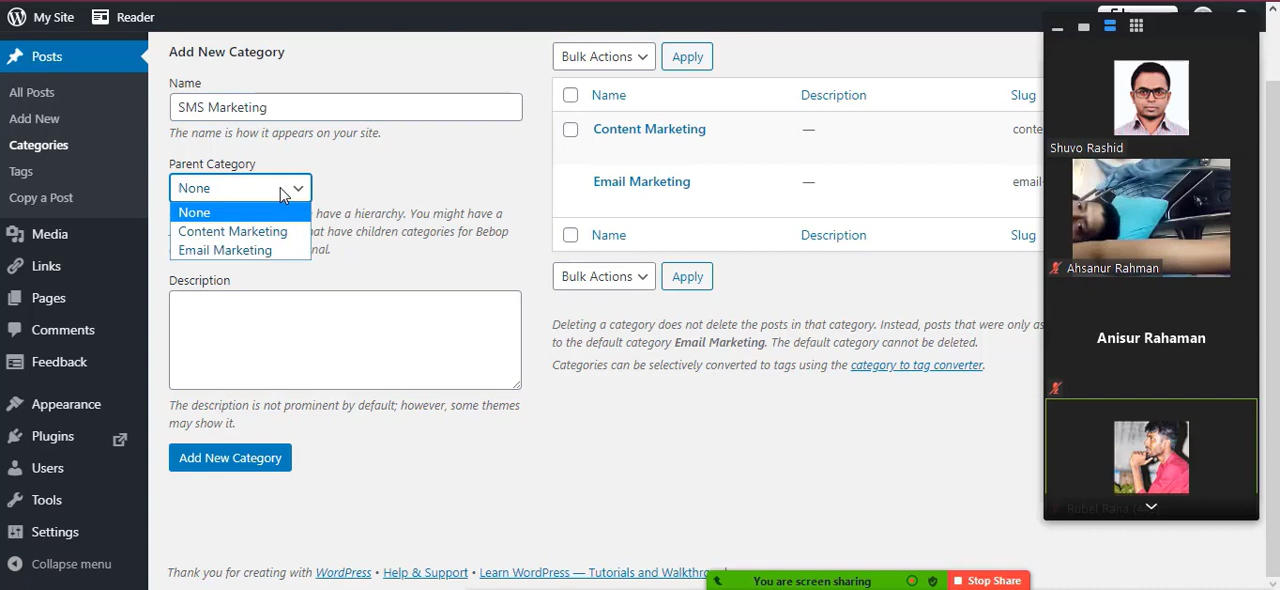 My Site
Reader
Posts
All Posts
Add New
Categories
Tags
Copy a Post
Media
Links
Pages
Comments
Feedback
Appearance
Plugins
Users
Tools
Settings
Collapse menu
Add New Category
Name
SMS Marketing
The name is how it appears on your site.
Parent Category
None
None
Content Marketing
Email Marketing
have a hierarchy. You might have a
that have children categories for Bebop
Description
The description is not prominent by default; however, some themes
may show it.
Add New Category
Bulk Actions
Apply
Name Description Slug
Content Marketing —
Email Marketing —
Name Description
Bulk Actions
Apply
Deleting a category does not delete the posts in that category. Instead, posts that were only as
to the default category Email Marketing. The default category cannot be deleted.
Categories can be selectively converted to tags using the category to tag converter.
Thank you for creating with WordPress • Help & Support • Learn WordPress — Tutorials and
You are screen sharing
Stop Share
Shuvo Rashid
Ahsanur Rahman
Anisur Rahaman
Rubel Rana